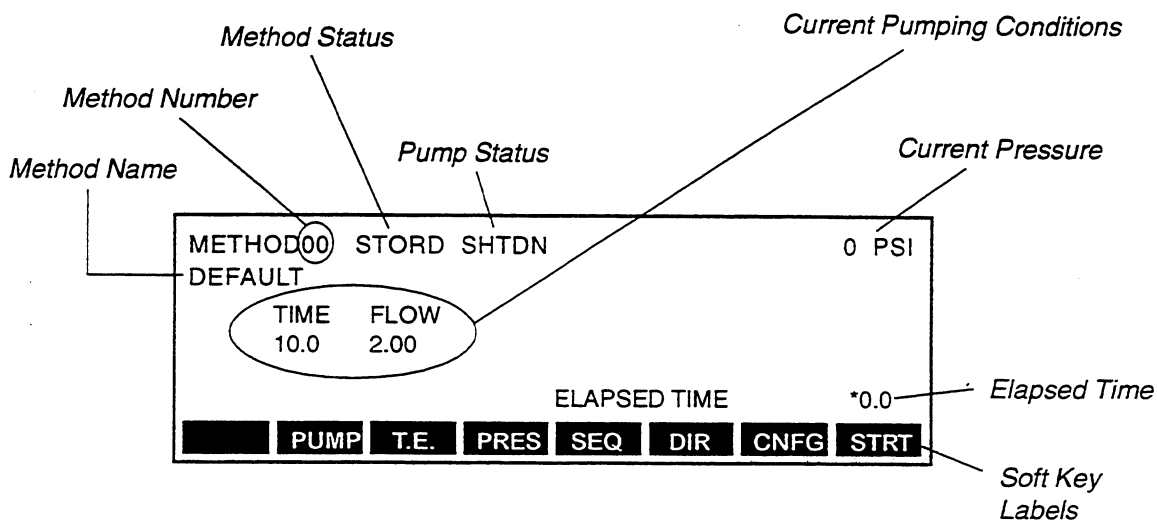 Method Status
Current Pumping Conditions
Method Number
Method Name
Pump Status
Current Pressure
METHOD00 STORD SHTDN 0 PSI
DEFAULT
TIME FLOW
10.0 2.00
ELAPSED TIME *0.0
Elapsed Time
PUMP T.E. PRES SEQ DIR CNFG STRT
Soft Key
Labels